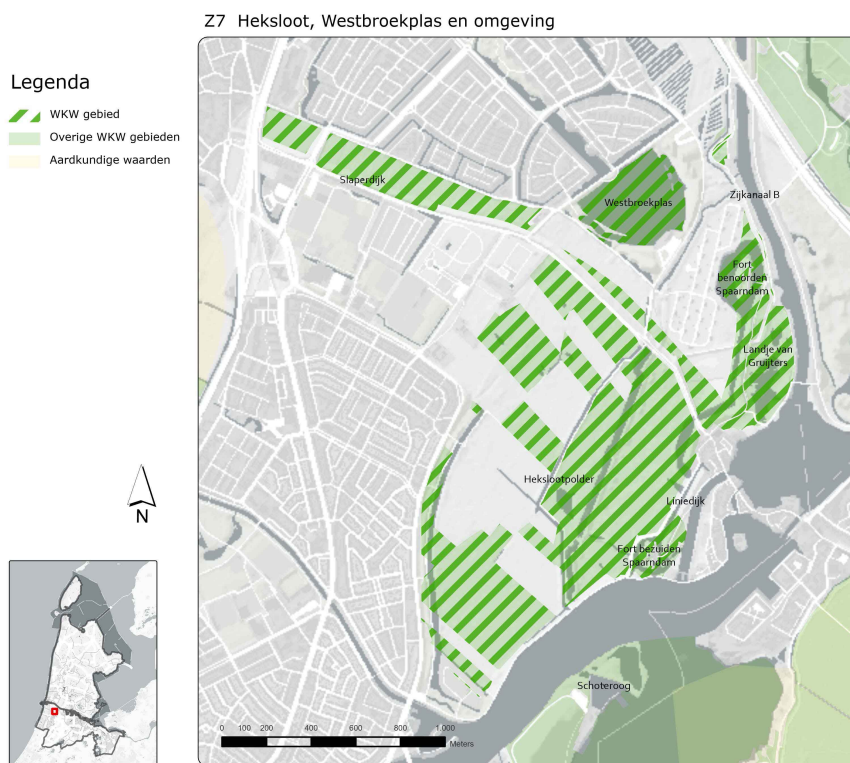 Z7 Heksloot, Westbroekplas en omgeving
Legenda
WKW gebied
Overige WKW gebieden
Aardkundige waarden
Slaperdijk
Westbroekplas
Zijkanaal B
Fort
benoorden
Spaarndam
Landje van
Gruijters
Hekslootpolder
Liniedijk
Fort bezuiden
Spaarndam
Schoteroog
N
0 100 200 400 600 800 1.000
Meters